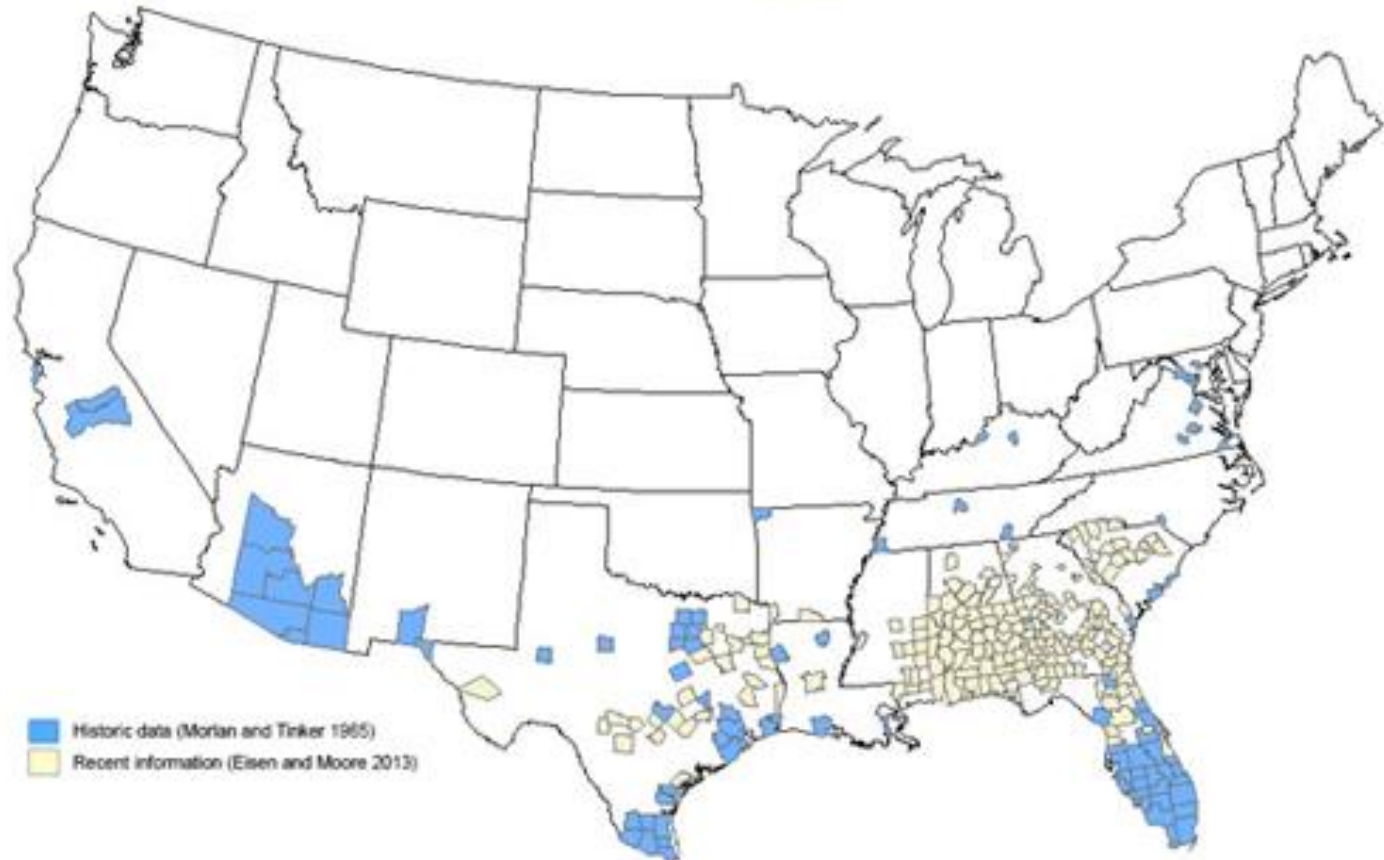 Historic data (Morlan and Tinker 1965)
Recent information (Eisen and Moore 2013)